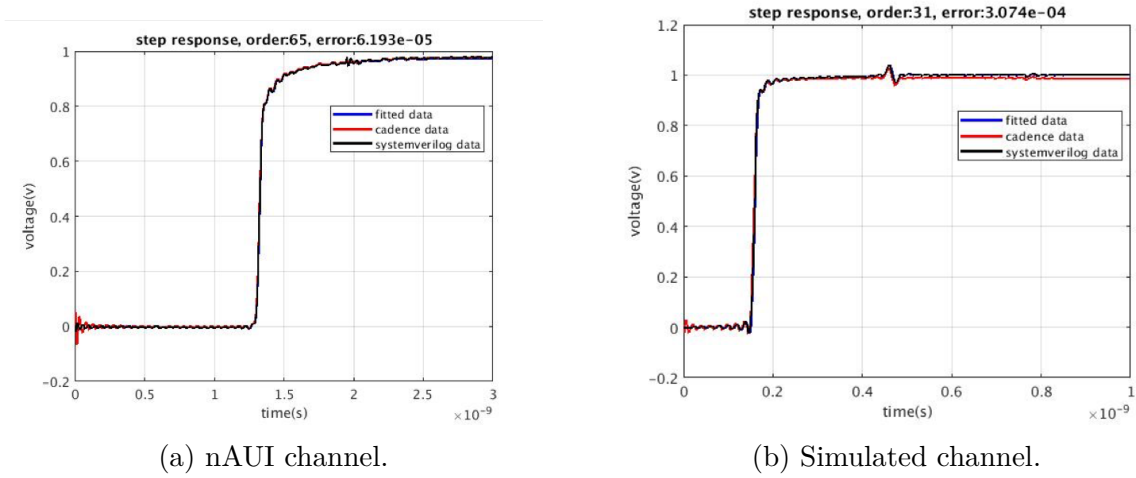 step response, order:65, error:6.193e-05
1
0.8
0.6
0.4
0.2
0
-0.2
voltage(v)
fitted data
cadence data
systemverilog data
0 0.5 1 1.5 2 2.5 3
time(s)
×10⁻⁹
(a) nAUI channel.
step response, order:31, error:3.074e-04
1.2
1.0
0.8
0.6
0.4
0.2
0
-0.2
voltage(v)
fitted data
cadence data
systemverilog data
0 0.2 0.4 0.6 0.8 1
time(s)
×10⁻⁹
(b) Simulated channel.